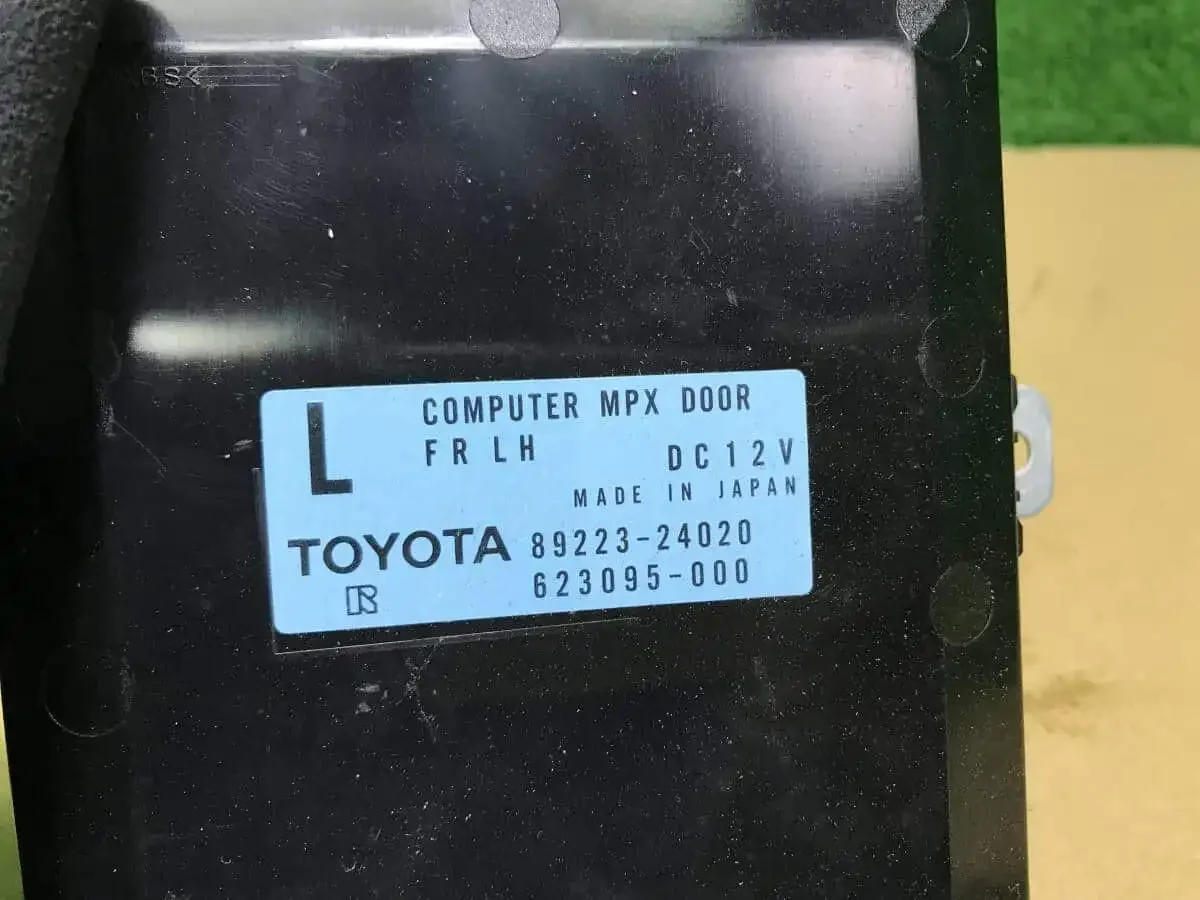 L
COMPUTER MPX DOOR
FR LH
DC12V
MADE IN JAPAN
TOYOTA 89223-24020
R 623095-000